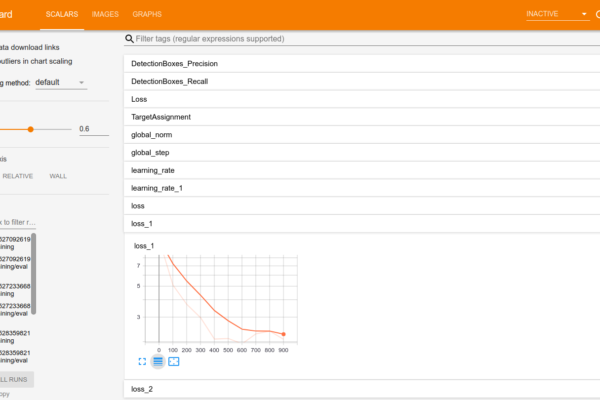 ard SCALARS IMAGES GRAPHS INACTIVE
ata download links
outliers in chart scaling
g method: default
0.6
RELATIVE WALL
x to filter r...
527092619
ining
527092619
ining/eval
527233668
ining
527233668
ining/eval
528359821
ining
528359821
ining/eval
LL RUNS
Filter tags (regular expressions supported)
DetectionBoxes_Precision
DetectionBoxes_Recall
Loss
TargetAssignment
global_norm
global_step
learning_rate
learning_rate_1
loss
loss_1
loss_1
7
5
3
0 100 200 300 400 500 600 700 800 900
loss_2